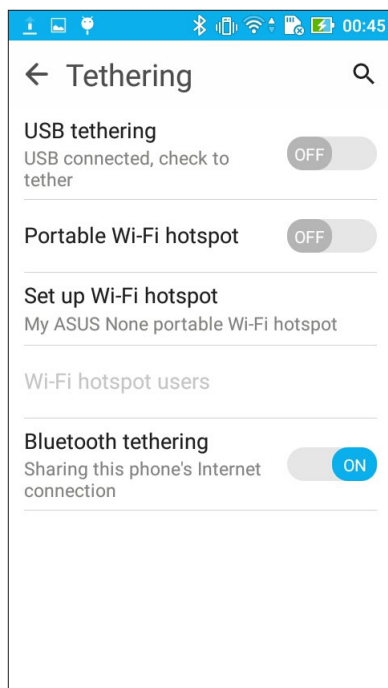 00:45
Tethering
USB tethering
USB connected, check to
tether
OFF
Portable Wi-Fi hotspot
OFF
Set up Wi-Fi hotspot
My ASUS None portable Wi-Fi hotspot
Wi-Fi hotspot users
Bluetooth tethering
Sharing this phone's Internet
connection
ON